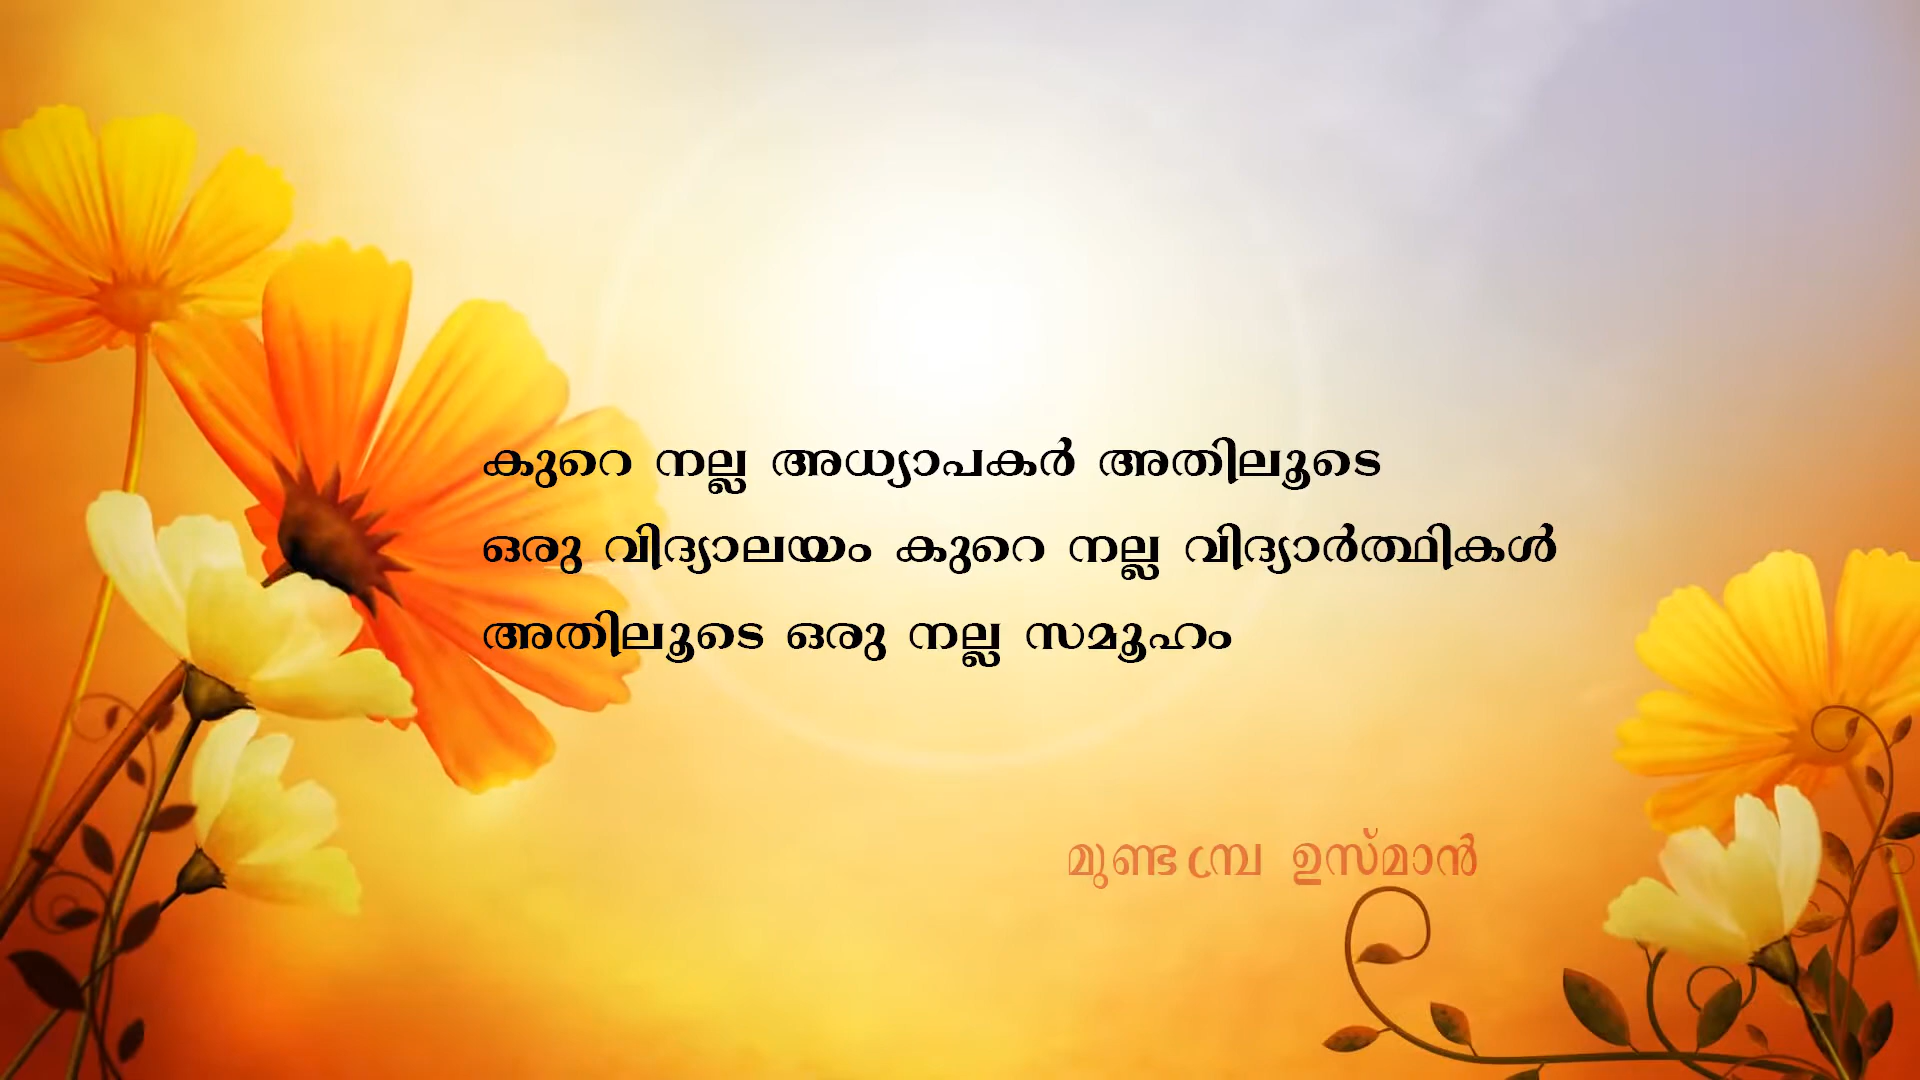 കുറെ നല്ല അധ്യാപകർ അതിലൂടെ
ഒരു വിദ്യാലയം കുറെ നല്ല വിദ്യാർത്ഥികൾ
അതിലൂടെ ഒരു നല്ല സമൂഹം
മുണ്ടമ്പ്ര ഉസ്മാൻ